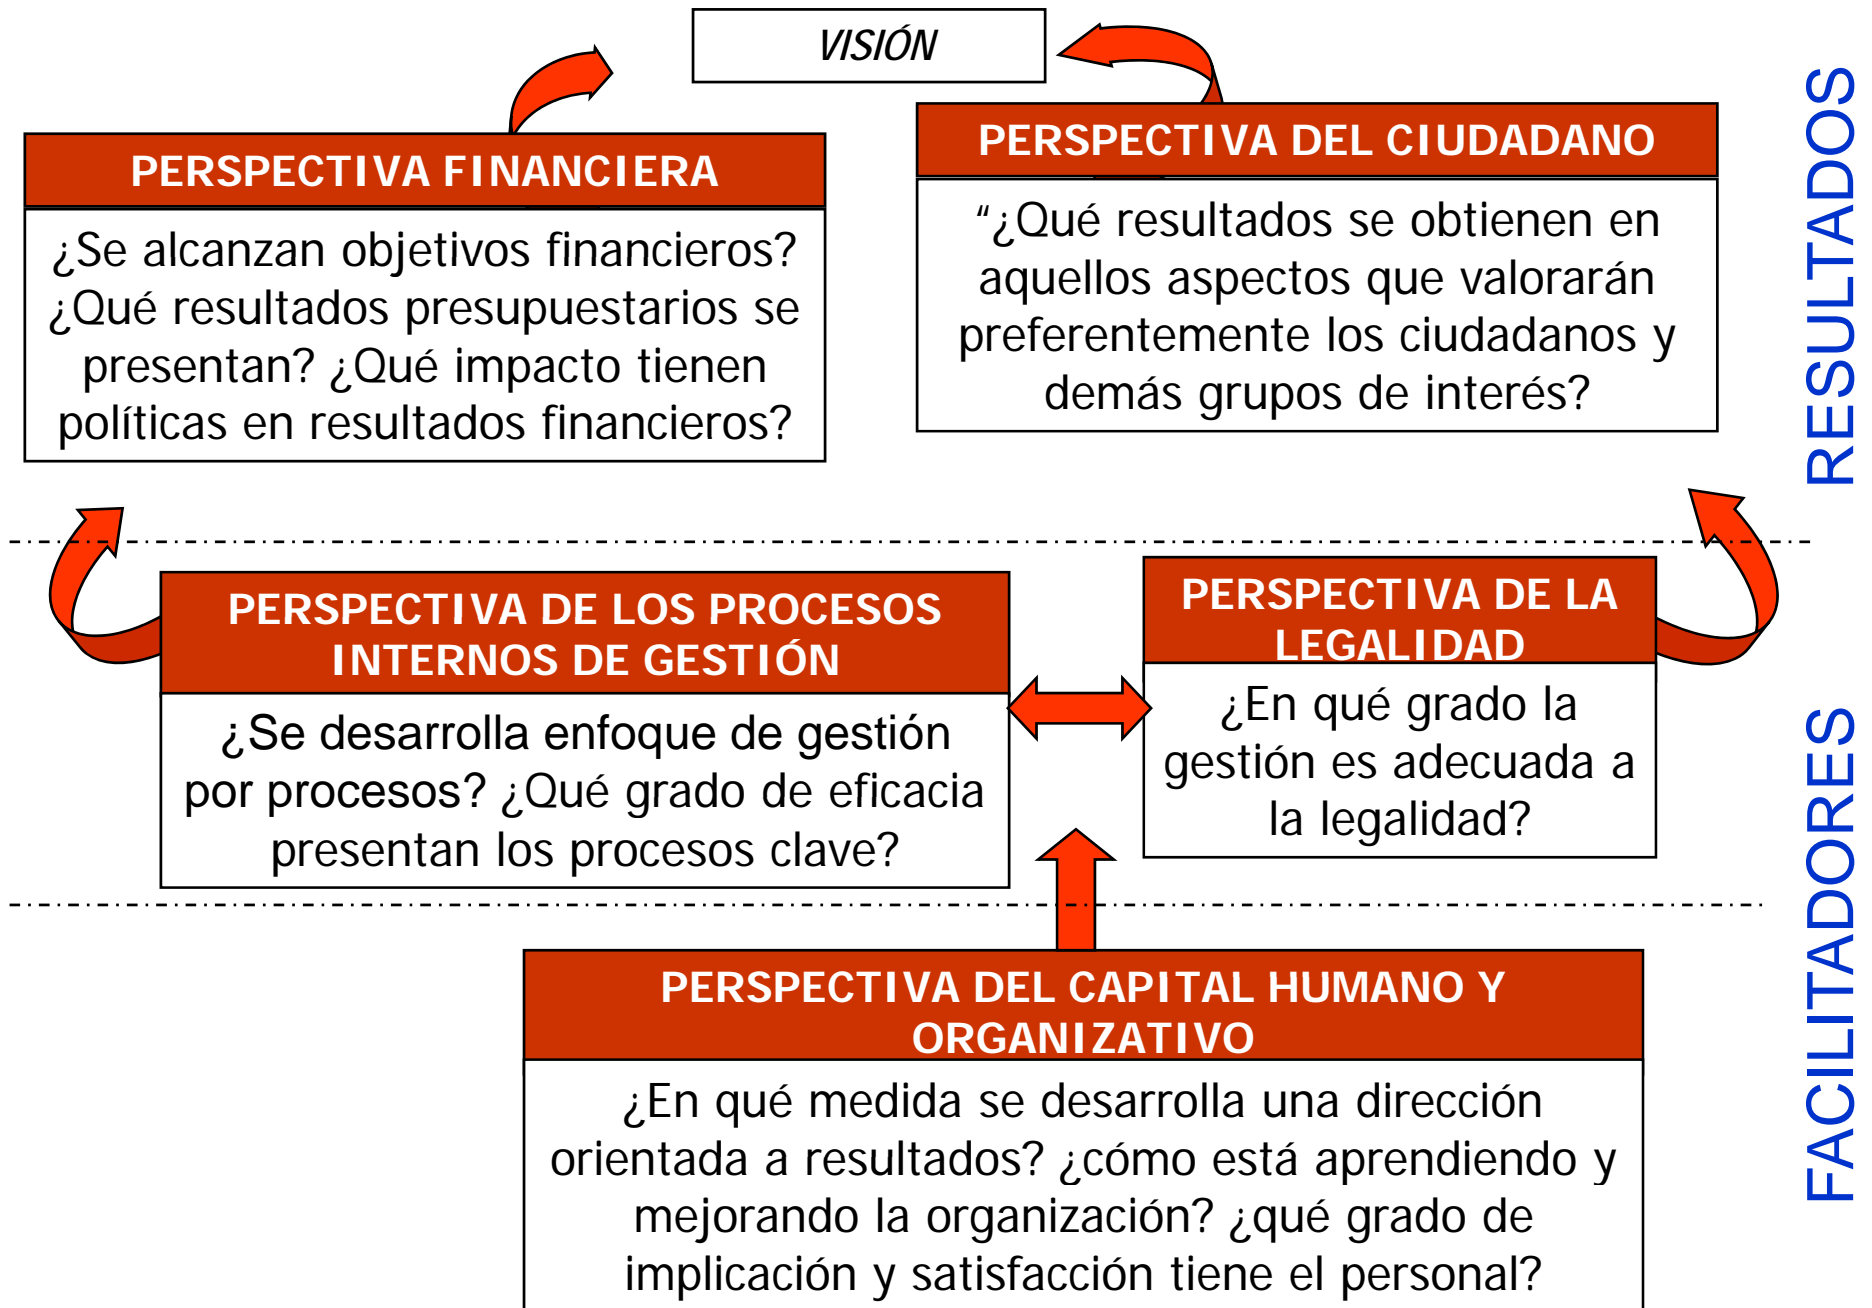 VISIÓN
PERSPECTIVA FINANCIERA
¿Se alcanzan objetivos financieros?
¿Qué resultados presupuestarios se
presentan? ¿Qué impacto tienen
políticas en resultados financieros?
PERSPECTIVA DEL CIUDADANO
“¿Qué resultados se obtienen en
aquellos aspectos que valorarán
preferentemente los ciudadanos y
demás grupos de interés?
RESULTADOS
PERSPECTIVA DE LOS PROCESOS
INTERNOS DE GESTIÓN
¿Se desarrolla enfoque de gestión
por procesos? ¿Qué grado de eficacia
presentan los procesos clave?
PERSPECTIVA DE LA
LEGALIDAD
¿En qué grado la
gestión es adecuada a
la legalidad?
FACILITADORES
PERSPECTIVA DEL CAPITAL HUMANO Y
ORGANIZATIVO
¿En qué medida se desarrolla una dirección
orientada a resultados? ¿cómo está aprendiendo y
mejorando la organización? ¿qué grado de
implicación y satisfacción tiene el personal?